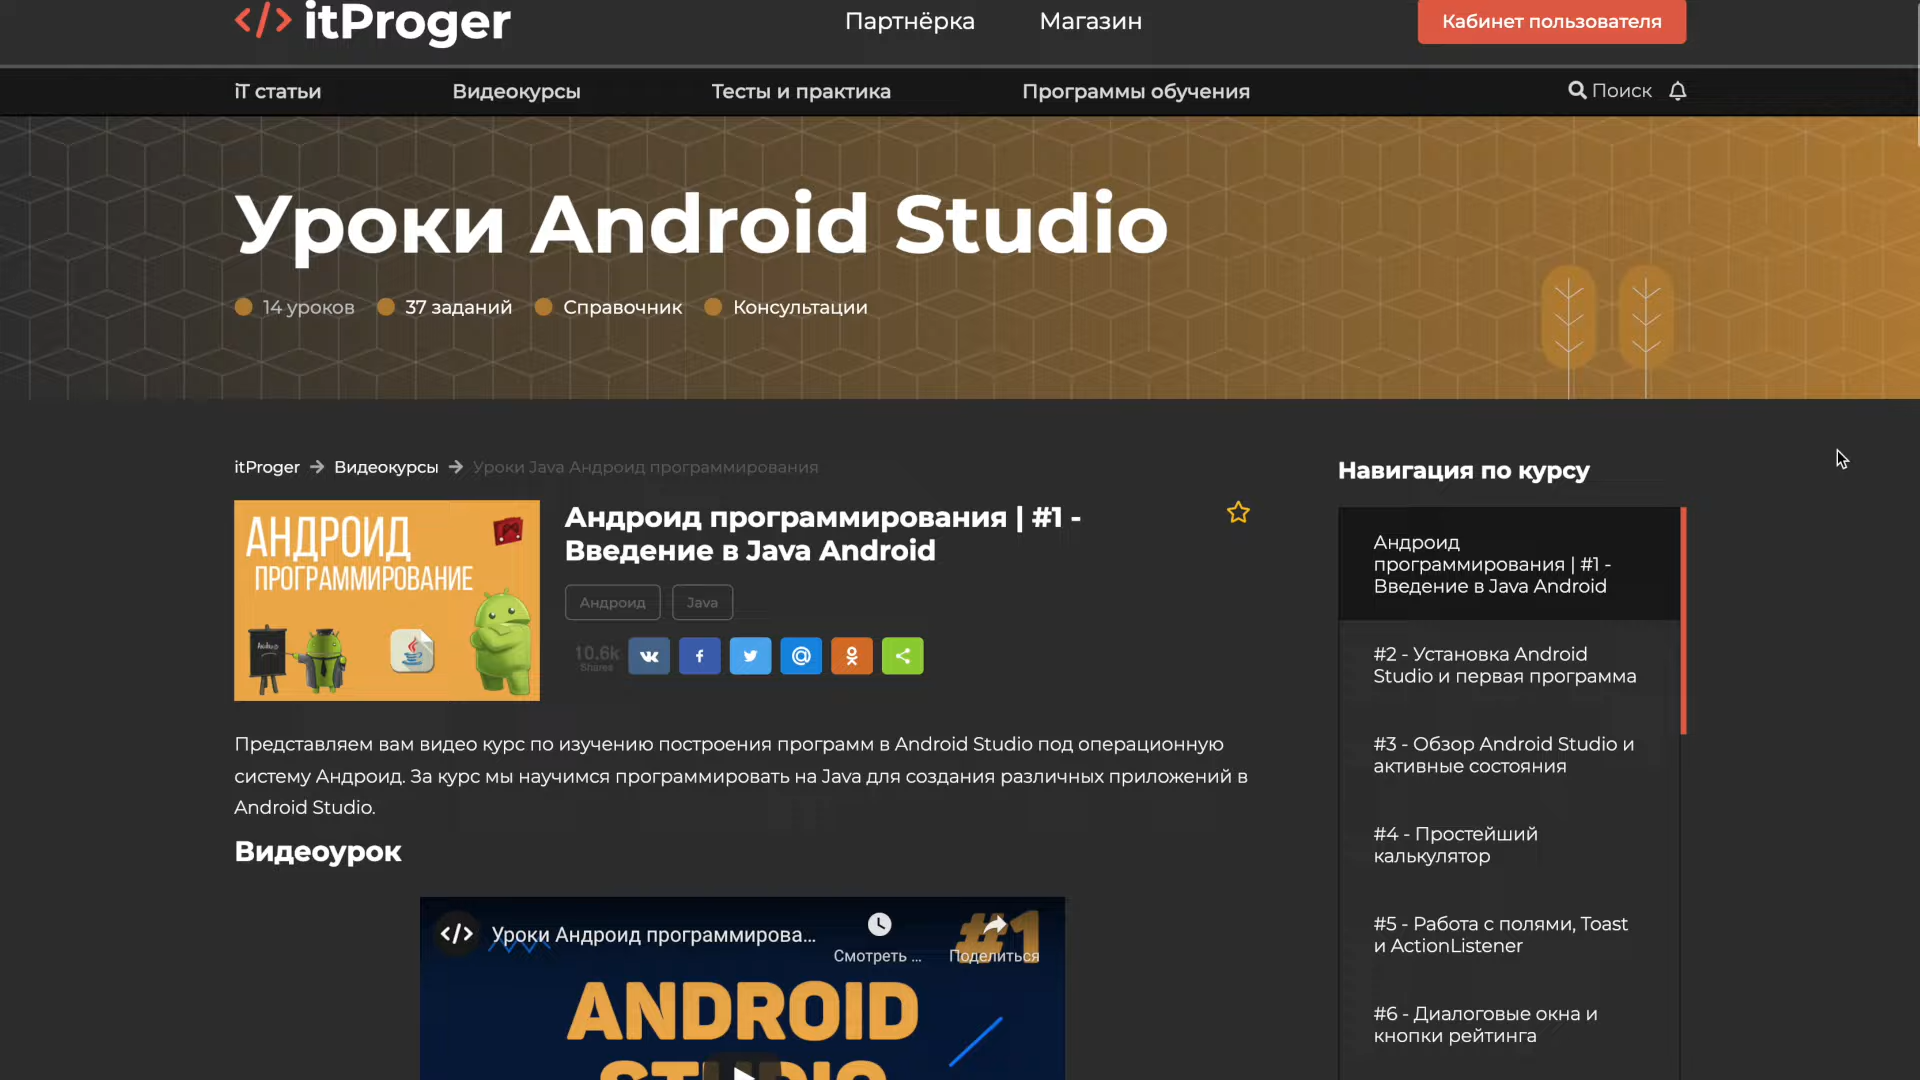 </> itProger
Партнёрка
Магазин
Кабинет пользователя
iT статьи
Видеокурсы
Тесты и практика
Программы обучения
Поиск
Уроки Android Studio
14 уроков
37 заданий
Справочник
Консультации
itProger → Видеокурсы → Уроки Java Андроид программирования
АНДРОИД
ПРОГРАММИРОВАНИЕ
Андроид программирования | #1 -
Введение в Java Android
Андроид
Java
10.6k
Shares
Представляем вам видео курс по изучению построения программ в Android Studio под операционную
систему Андроид. За курс мы научимся программировать на Java для создания различных приложений в
Android Studio.
Видеоурок
</> Уроки Андроид программирова...
Смотреть ...
Поделиться
#1
ANDROID
STUDIO
Навигация по курсу
Андроид
программирования | #1 -
Введение в Java Android
#2 - Установка Android
Studio и первая программа
#3 - Обзор Android Studio и
активные состояния
#4 - Простейший
калькулятор
#5 - Работа с полями, Toast
и ActionListener
#6 - Диалоговые окна и
кнопки рейтинга